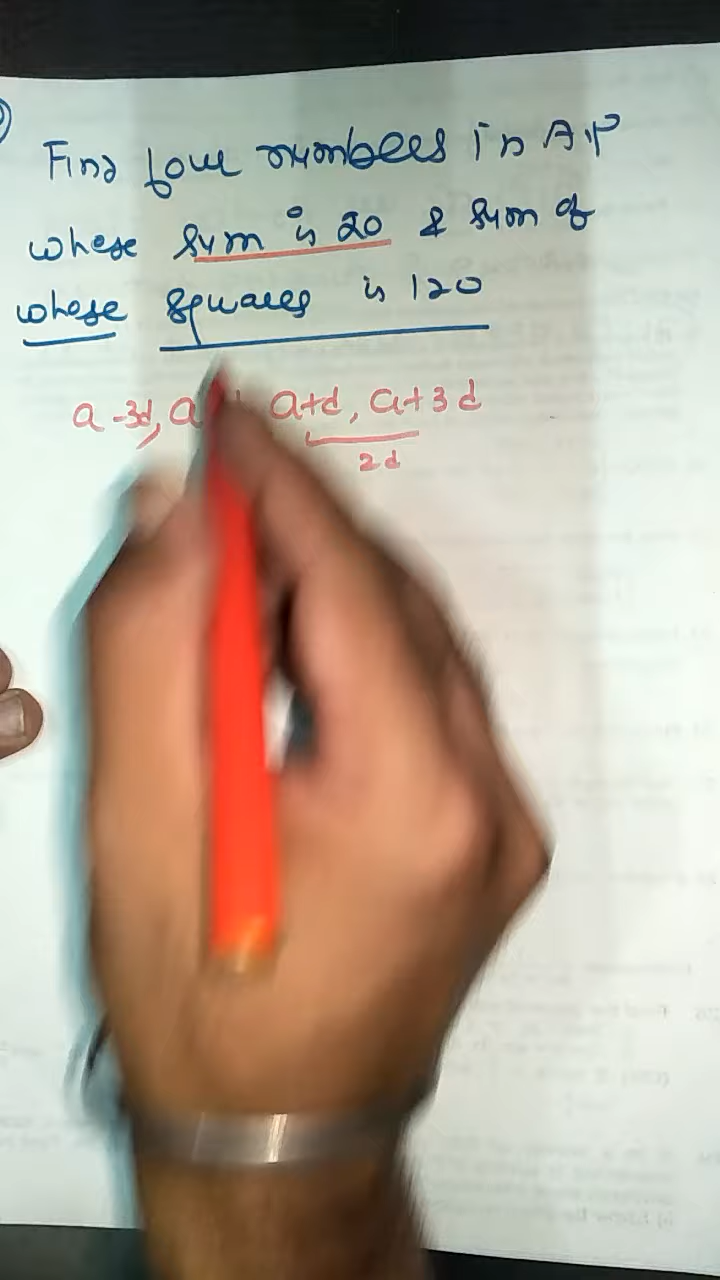 Find four numbers in A.P
whose sum is 20 & sum of
whose squares is 120
a-3d, a a+d, a+3d
2d